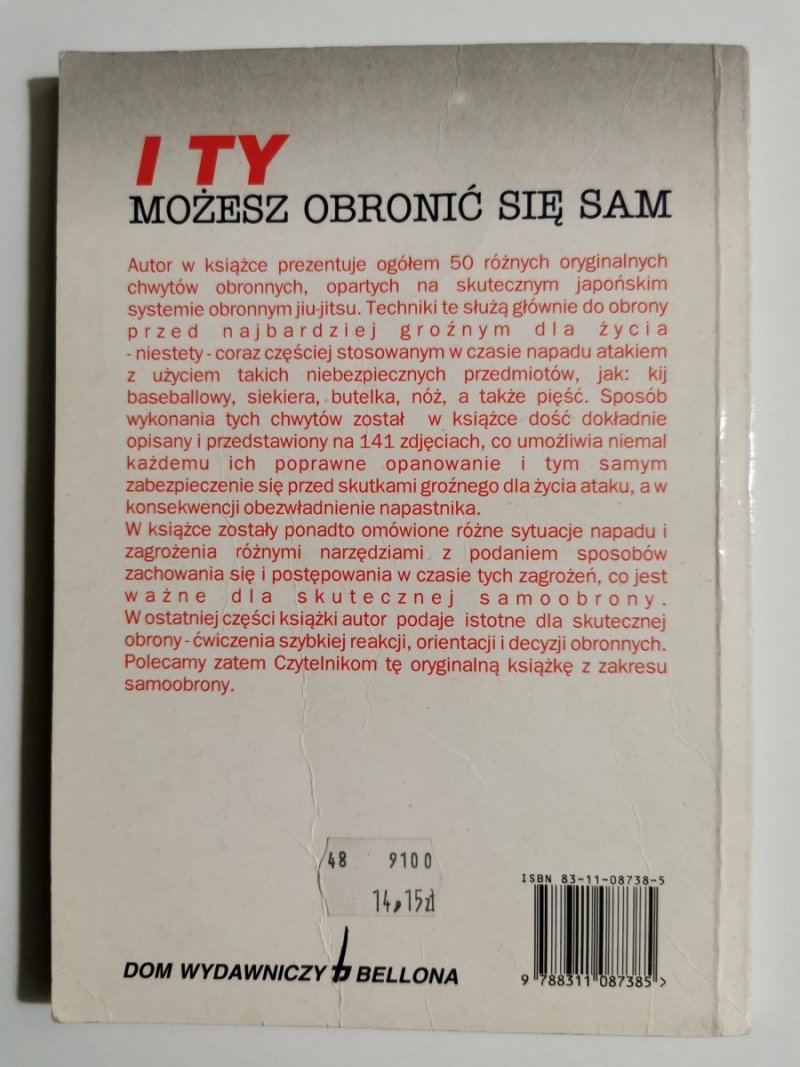 I TY
MOŻESZ OBRONIĆ SIĘ SAM
Autor w książce prezentuje ogółem 50 różnych oryginalnych
chwytów obronnych, opartych na skutecznym japońskim
systemie obronnym jiu-jitsu. Techniki te służą głównie do obrony
przed najbardziej groźnym dla życia
- niestety - coraz częściej stosowanym w czasie napadu atakiem
z użyciem takich niebezpiecznych przedmiotów, jak: kij
baseballowy, siekiera, butelka, nóż, a także pięść. Sposób
wykonania tych chwytów został w książce dość dokładnie
opisany i przedstawiony na 141 zdjęciach, co umożliwia niemal
każdemu ich poprawne opanowanie i tym samym
zabezpieczenie się przed skutkami groźnego dla życia ataku, a w
konsekwencji obezwładnienie napastnika.
W książce zostały ponadto omówione różne sytuacje napadu i
zagrożenia różnymi narzędziami z podaniem sposobów
zachowania się i postępowania w czasie tych zagrożeń, co jest
ważne dla skutecznej samoobrony.
W ostatniej części książki autor podaje istotne dla skutecznej
obrony - ćwiczenia szybkiej reakcji, orientacji i decyzji obronnych.
Polecamy zatem Czytelnikom tę oryginalną książkę z zakresu
samoobrony.
48 9100
14,15zł
ISBN 83-11-08738-5
DOM WYDAWNICZY b BELLONA
9 788311 087385 >